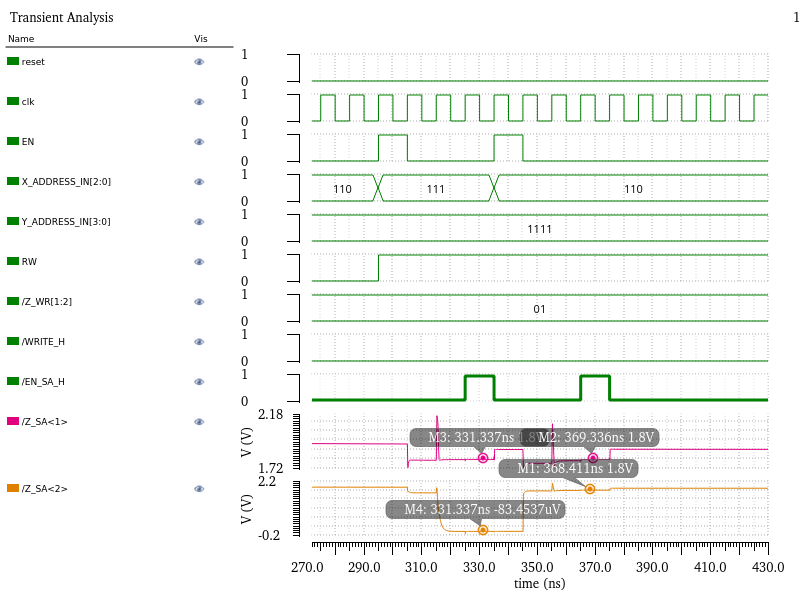 Transient Analysis 1
Name Vis
reset 1 0
clk 1 0
EN 1 0
X_ADDRESS_IN[2:0] 1 0 110 111 110
Y_ADDRESS_IN[3:0] 1 0 1111
RW 1 0
/Z_WR[1:2] 1 0 01
/WRITE_H 1 0
/EN_SA_H 1 0
/Z_SA<1> V (V) 2.18 1.72
M3: 331.337ns M2: 369.336ns 1.8V
M1: 368.411ns 1.8V
/Z_SA<2> V (V) 2.2 -0.2
M4: 331.337ns -83.4537uV
270.0 290.0 310.0 330.0 350.0 370.0 390.0 410.0 430.0
time (ns)